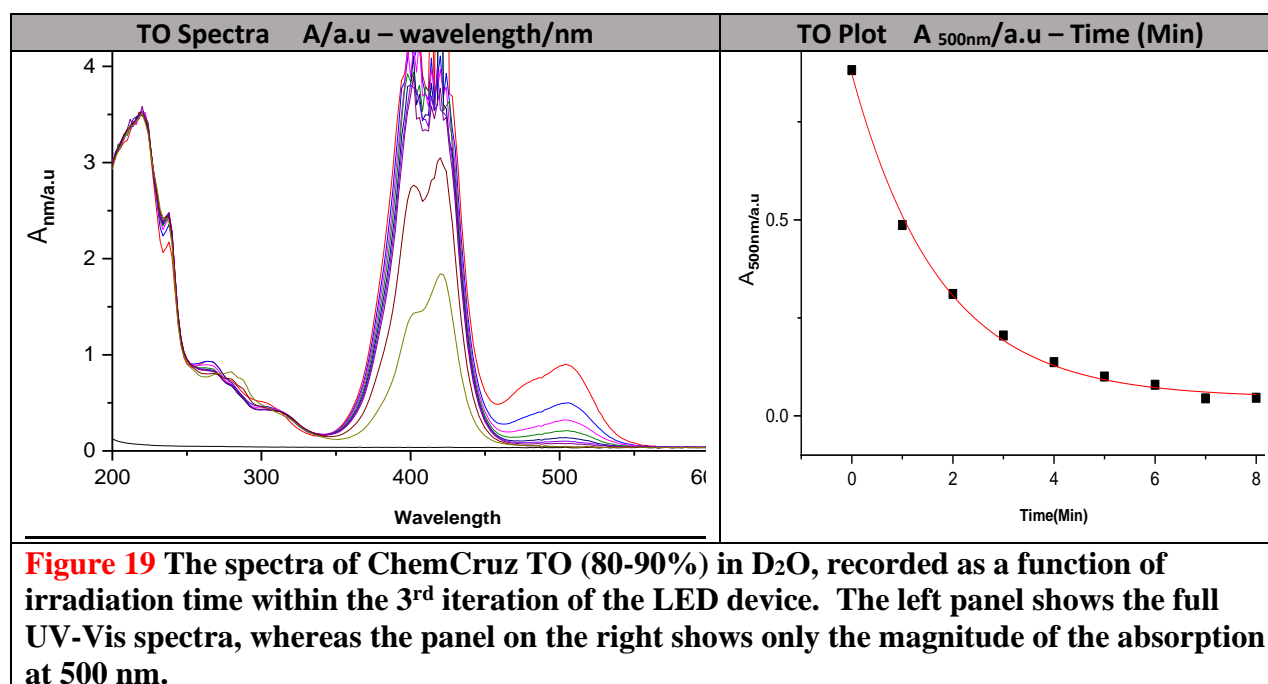 TO Spectra A/a.u – wavelength/nm
4
3
2
1
0
A nm/a.u
200 300 400 500
Wavelength
TO Plot A 500nm/a.u – Time (Min)
0.5
0.0
A 500nm/a.u
0 2 4 6 8
Time(Min)
Figure 19 The spectra of ChemCruz TO (80-90%) in D₂O, recorded as a function of
irradiation time within the 3rd iteration of the LED device. The left panel shows the full
UV-Vis spectra, whereas the panel on the right shows only the magnitude of the absorption
at 500 nm.